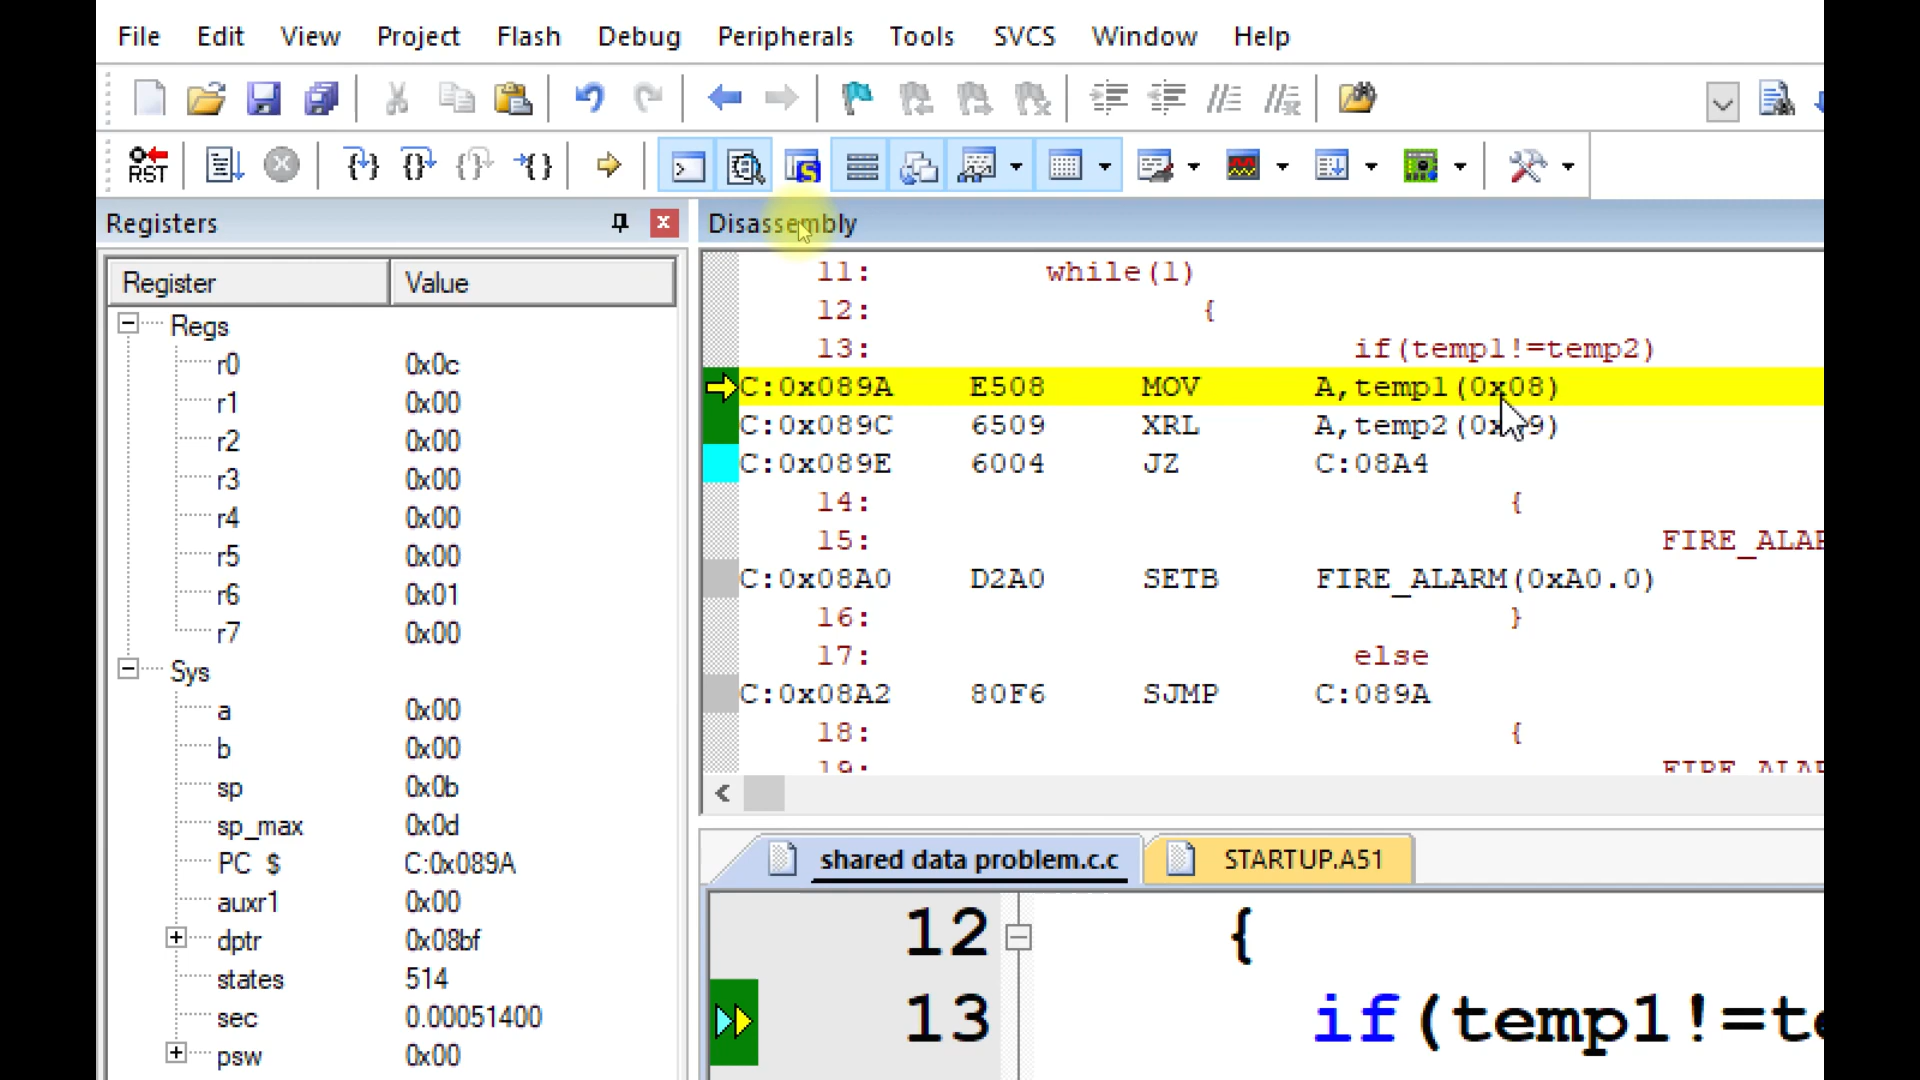 File Edit View Project Flash Debug Peripherals Tools SVCS Window Help
RST
Registers
Disassembly
Register Value
Regs
r0 0x0c
r1 0x00
r2 0x00
r3 0x00
r4 0x00
r5 0x00
r6 0x01
r7 0x00
Sys
a 0x00
b 0x00
sp 0x0b
sp_max 0x0d
PC $ C:0x089A
auxr1 0x00
dptr 0x08bf
states 514
sec 0.00051400
psw 0x00
11: while(1)
12: {
13: if(temp1!=temp2)
C:0x089A E508 MOV A,temp1(0x08)
C:0x089C 6509 XRL A,temp2(0x09)
C:0x089E 6004 JZ C:08A4
14: {
15: FIRE_ALAR
C:0x08A0 D2A0 SETB FIRE_ALARM(0xA0.0)
16: }
17: else
C:0x08A2 80F6 SJMP C:089A
18: {
19: FIRE_ALAR
shared data problem.c.c STARTUP.A51
12 {
13 if(temp1!=te